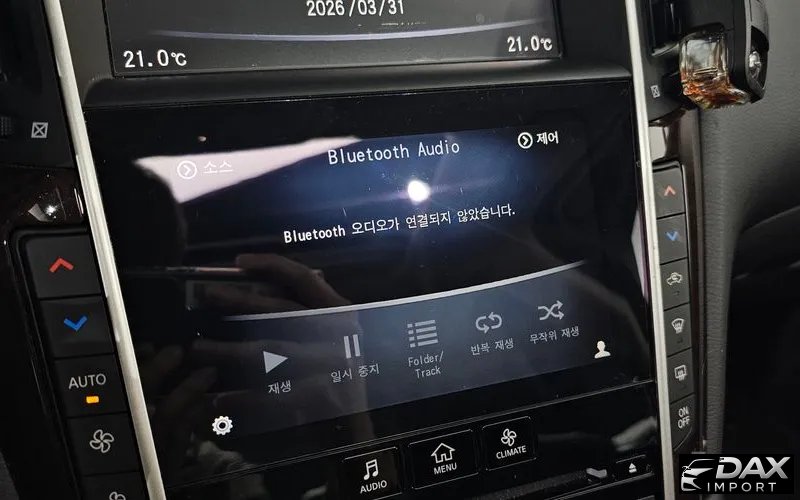 2026/03/31
21.0℃
21.0℃
소스
Bluetooth Audio
제어
Bluetooth 오디오가 연결되지 않았습니다.
재생
일시 중지
Folder/
Track
반복 재생
무작위 재생
AUTO
ON/
OFF
AUDIO
MENU
CLIMATE
DAX
IMPORT